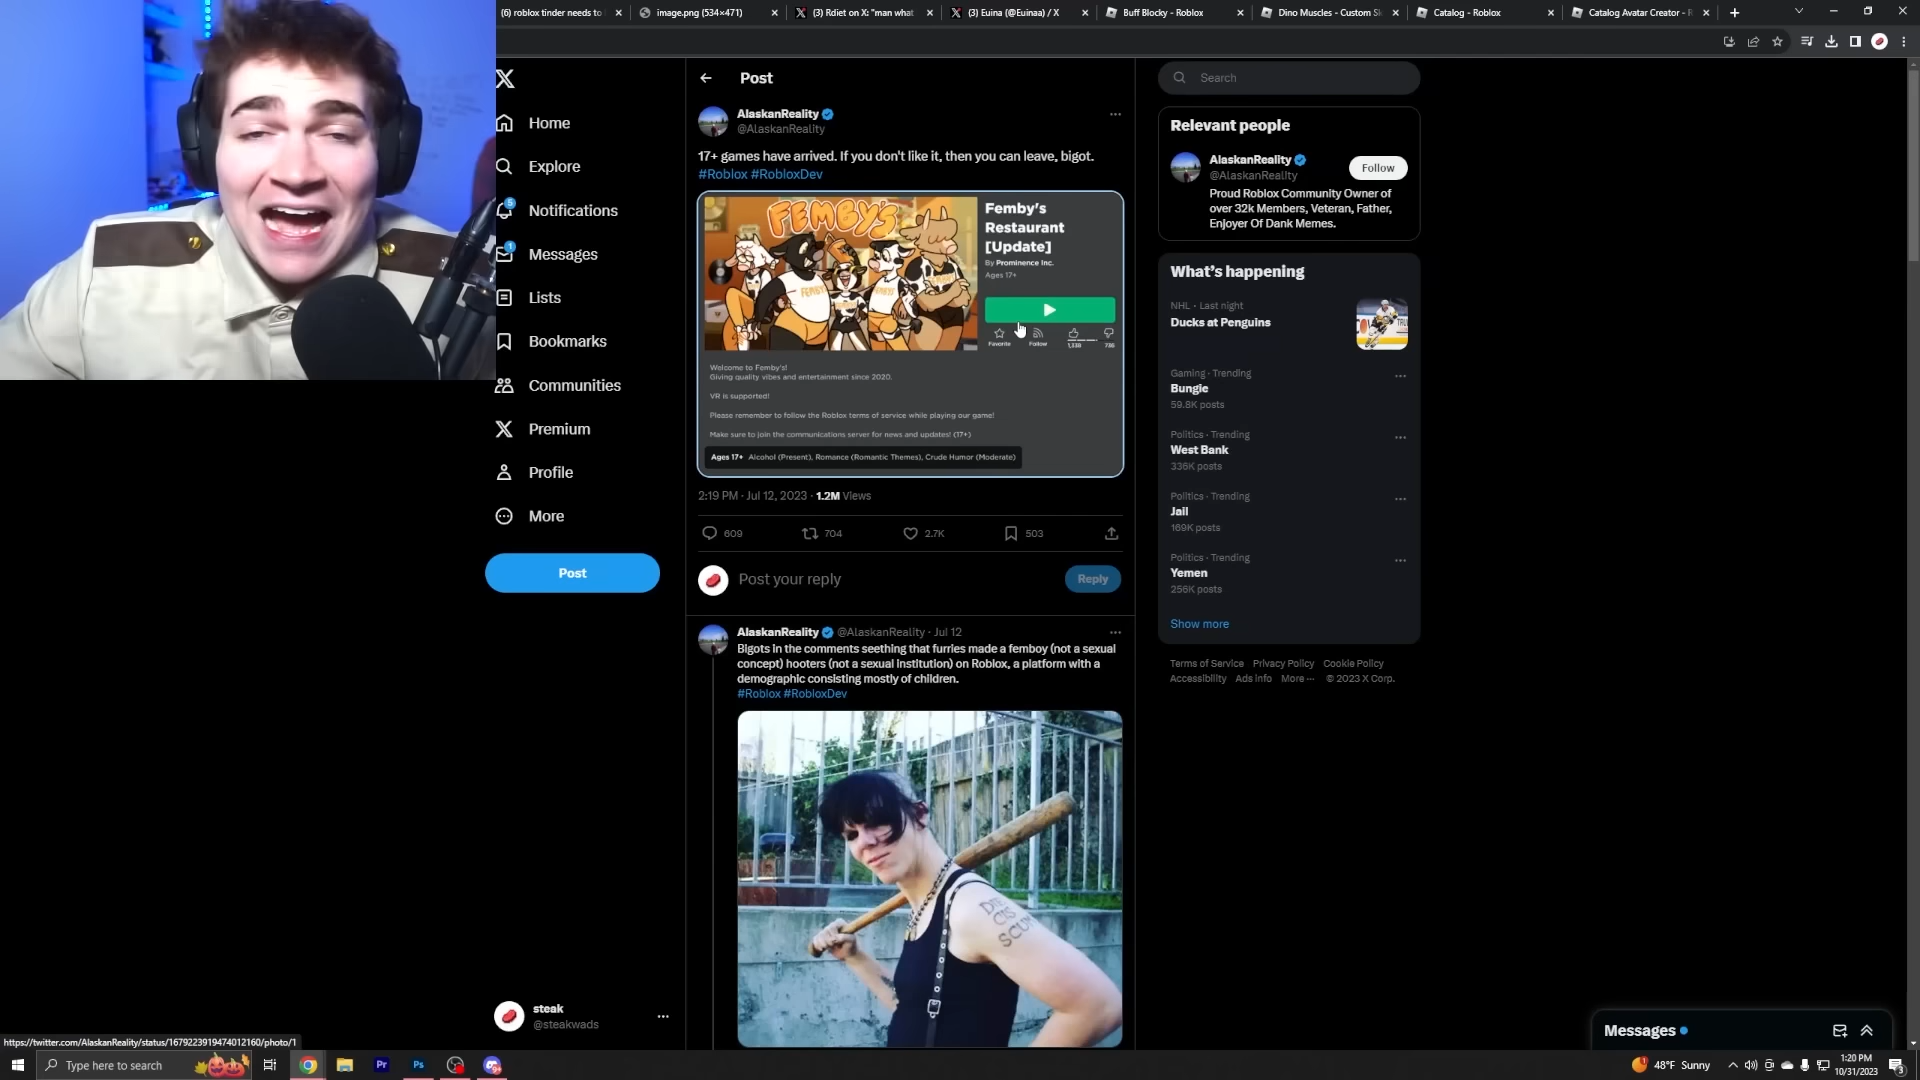 (6) roblox tinder needs to
image.png (534×471)
(3) Rdiet on X: "man what
(3) Euina (@Euinaa) / X
Buff Blocky - Roblox
Dino Muscles - Custom S
Catalog - Roblox
Catalog Avatar Creator - R
Home
Explore
5
Notifications
1
Messages
Lists
Bookmarks
Communities
Premium
Profile
More
Post
steak
@steakwads
Post
AlaskanReality
@AlaskanReality
17+ games have arrived. If you don't like it, then you can leave, bigot.
#Roblox #RobloxDev
FEMBY'S
Femby's
Restaurant
[Update]
By Prominence Inc.
Ages 17+
Favorite
Follow
Welcome to Femby's!
Giving quality vibes and entertainment since 2020.
VR is supported!
Please remember to follow the Roblox terms of service while playing our game!
Make sure to join the communications server for news and updates! (17+)
Ages 17+ Alcohol (Present), Romance (Romantic Themes), Crude Humor (Moderate)
2:19 PM · Jul 12, 2023 · 1.2M Views
609
704
2.7K
503
Post your reply
Reply
AlaskanReality @AlaskanReality · Jul 12
Bigots in the comments seething that furries made a femboy (not a sexual
concept) hooters (not a sexual institution) on Roblox, a platform with a
demographic consisting mostly of children.
#Roblox #RobloxDev
DIE
CIS
SCUM
Search
Relevant people
AlaskanReality
@AlaskanReality
Follow
Proud Roblox Community Owner of
over 32k Members, Veteran, Father,
Enjoyer Of Dank Memes.
What's happening
NHL · Last night
Ducks at Penguins
Gaming · Trending
Bungie
59.8K posts
Politics · Trending
West Bank
336K posts
Politics · Trending
Jail
169K posts
Politics · Trending
Yemen
256K posts
Show more
Terms of Service Privacy Policy Cookie Policy
Accessibility Ads info More ··· © 2023 X Corp.
Messages
https://twitter.com/AlaskanReality/status/1679223919474012160/photo/1
Type here to search
Pr
Ps
48°F Sunny
1:20 PM
10/31/2023
3